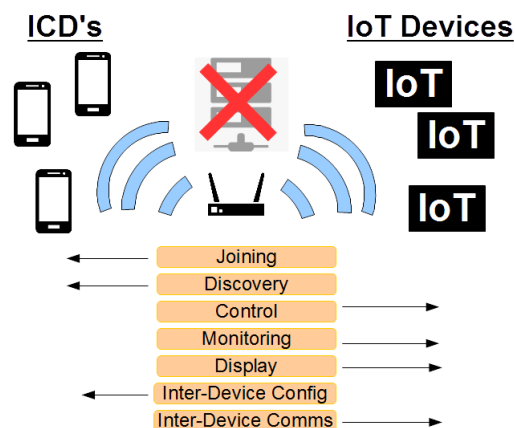 ICD's
IoT Devices
IoT
IoT
IoT
Joining
Discovery
Control
Monitoring
Display
Inter-Device Config
Inter-Device Comms